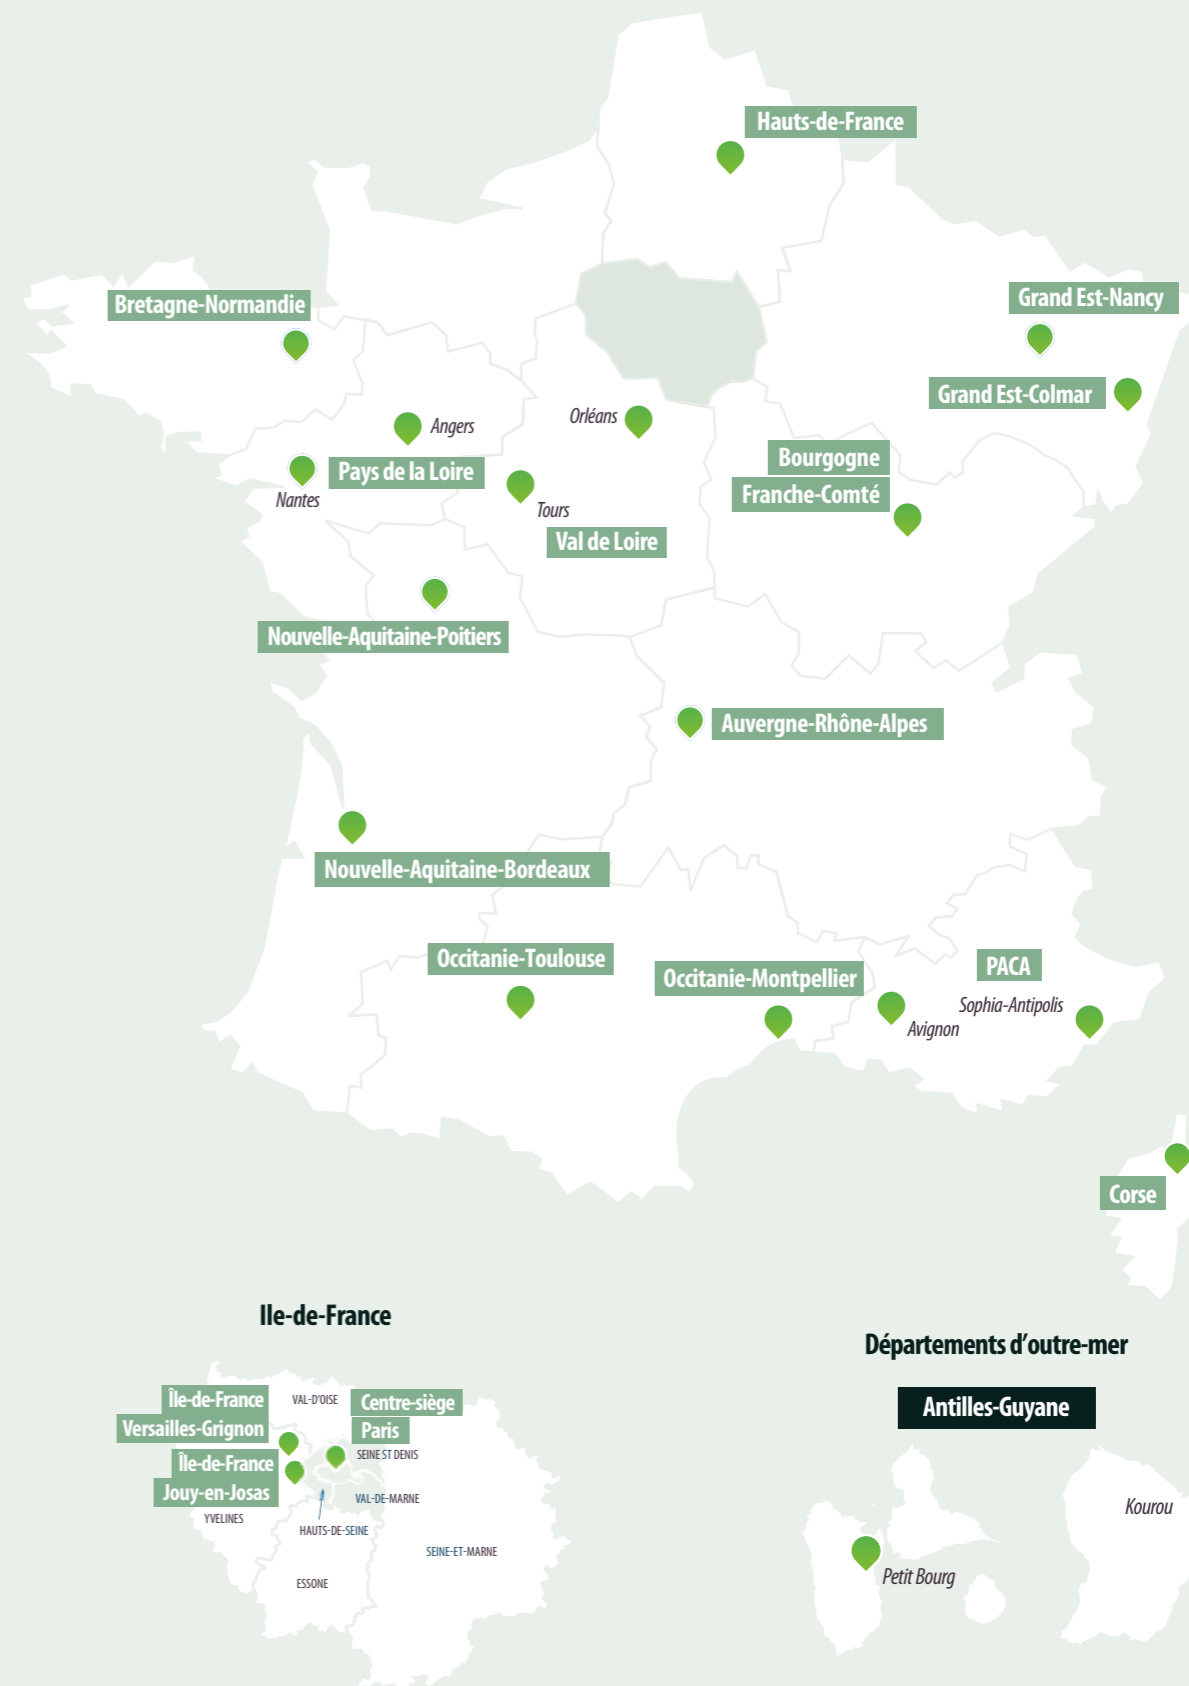 Hauts-de-France
Grand Est-Nancy
Bretagne-Normandie
Grand Est-Colmar
Orléans
Angers
Bourgogne
Franche-Comté
Pays de la Loire
Nantes
Tours
Val de Loire
Nouvelle-Aquitaine-Poitiers
Auvergne-Rhône-Alpes
Nouvelle-Aquitaine-Bordeaux
Occitanie-Toulouse
Occitanie-Montpellier
PACA
Sophia-Antipolis
Avignon
Corse
Ile-de-France
Île-de-France
Versailles-Grignon
VAL-D'OISE
Centre-siège
Paris
SEINE ST DENIS
Île-de-France
Jouy-en-Josas
VAL-DE-MARNE
YVELINES
HAUTS-DE-SEINE
SEINE-ET-MARNE
ESSONE
Départements d’outre-mer
Antilles-Guyane
Kourou
Petit Bourg